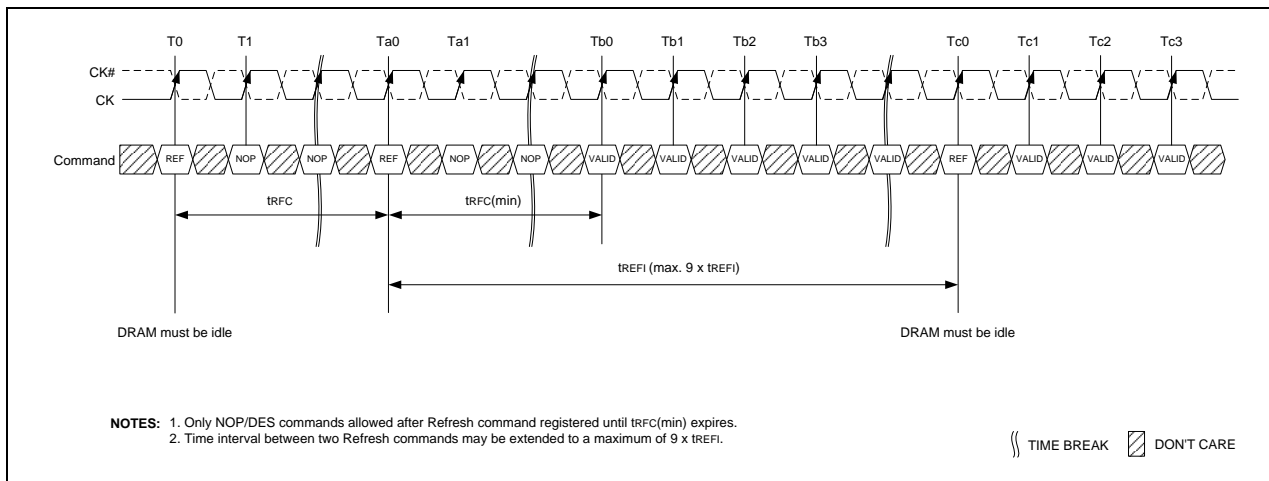 T0 T1 Ta0 Ta1 Tb0 Tb1 Tb2 Tb3 Tc0 Tc1 Tc2 Tc3
CK#
CK
Command REF NOP NOP REF NOP NOP VALID VALID VALID VALID VALID REF VALID VALID VALID
tRFC tRFC(min)
tREFI (max. 9 x tREFI)
DRAM must be idle DRAM must be idle
NOTES: 1. Only NOP/DES commands allowed after Refresh command registered until tRFC(min) expires.
2. Time interval between two Refresh commands may be extended to a maximum of 9 x tREFI.
TIME BREAK DON'T CARE